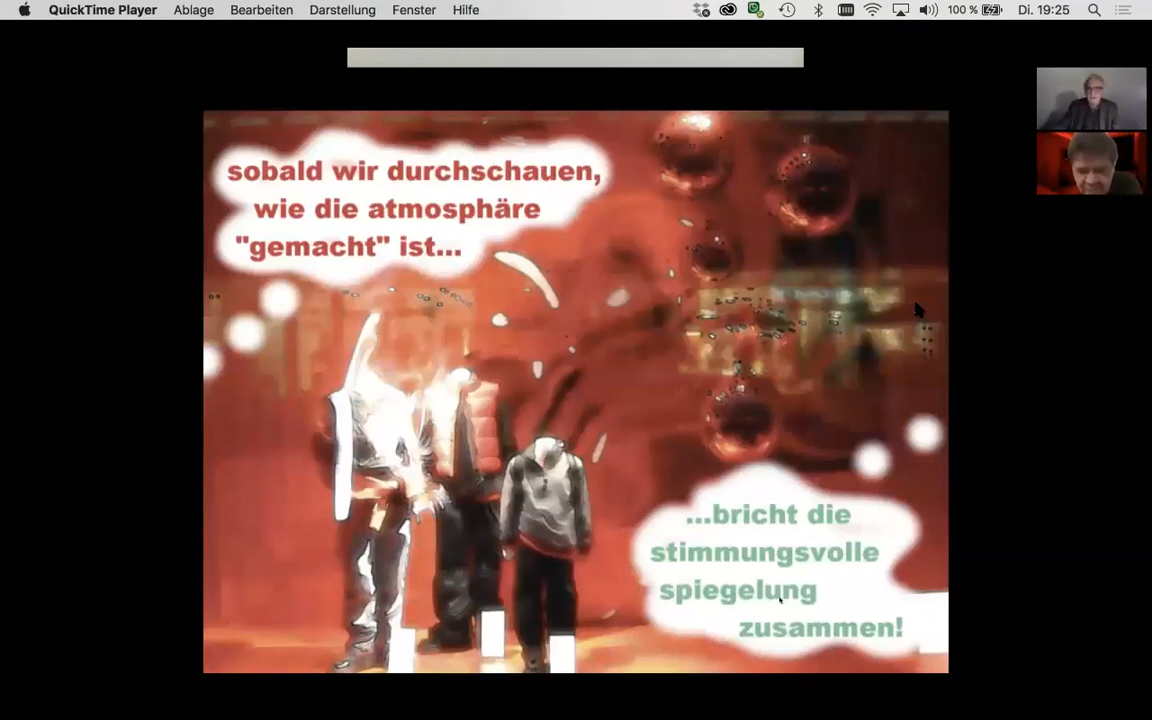 QuickTime Player Ablage Bearbeiten Darstellung Fenster Hilfe 100 % Di. 19:25
sobald wir durchschauen,
wie die atmosphäre
"gemacht" ist...
...bricht die
stimmungsvolle
spiegelung
zusammen!